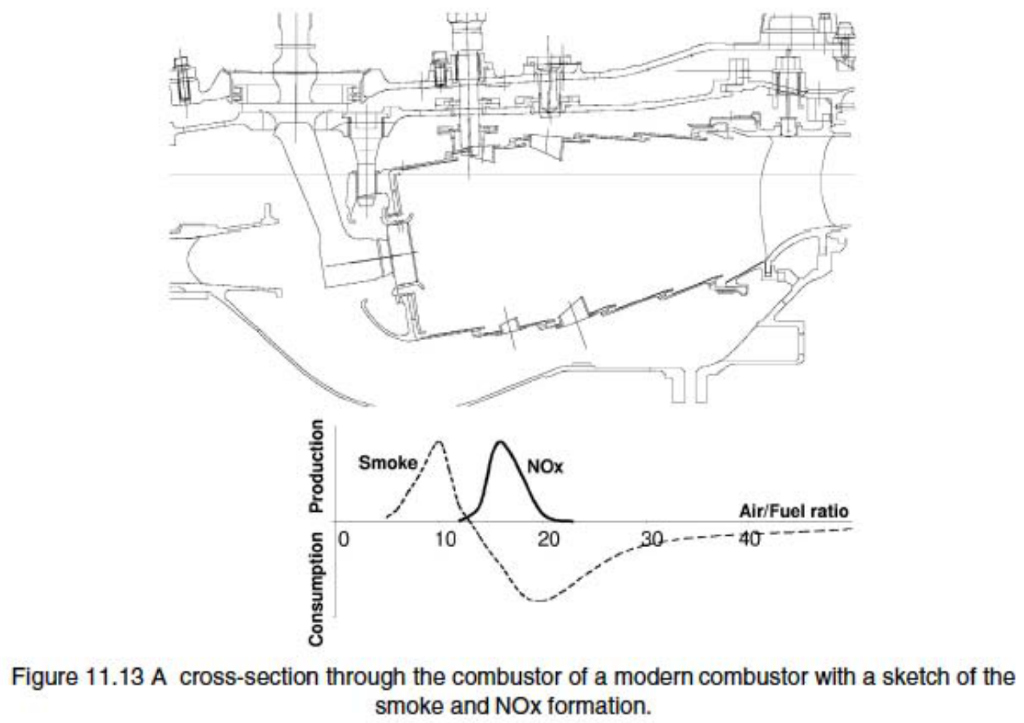 Production
Smoke
NOx
Air/Fuel ratio
0 10 20 30 40
Consumption
Figure 11.13 A cross-section through the combustor of a modern combustor with a sketch of the
smoke and NOx formation.